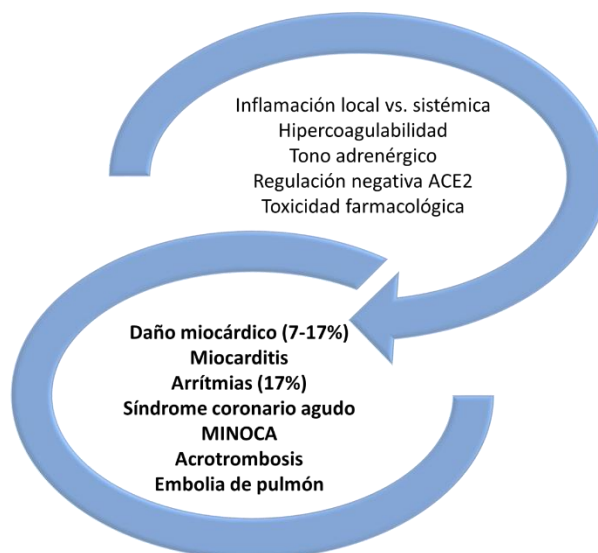 Inflamación local vs. sistémica
Hipercoagulabilidad
Tono adrenérgico
Regulación negativa ACE2
Toxicidad farmacológica
Daño miocárdico (7-17%)
Miocarditis
Arrítmias (17%)
Síndrome coronario agudo
MINOCA
Acrotrombosis
Embolia de pulmón